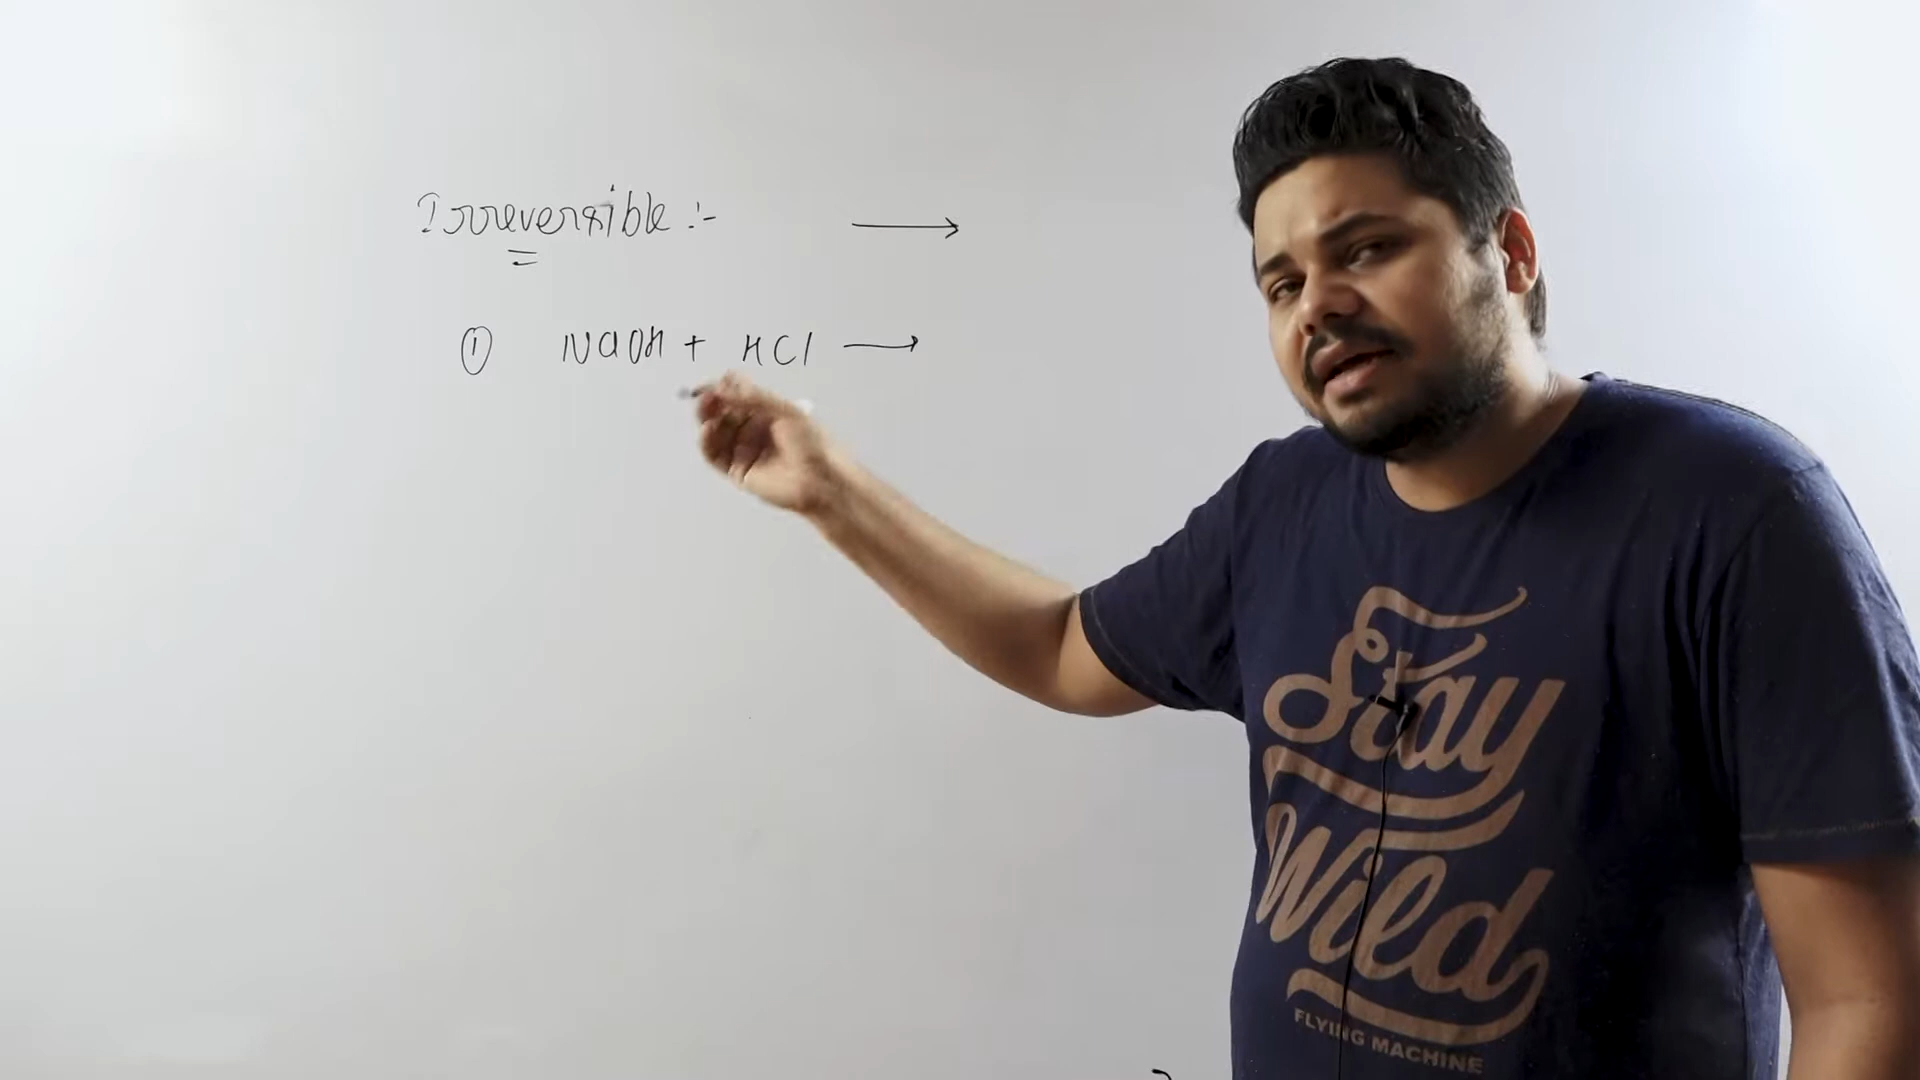 Irreversible :- →
① NaOH + HCl →
Stay
Wild
FLYING MACHINE